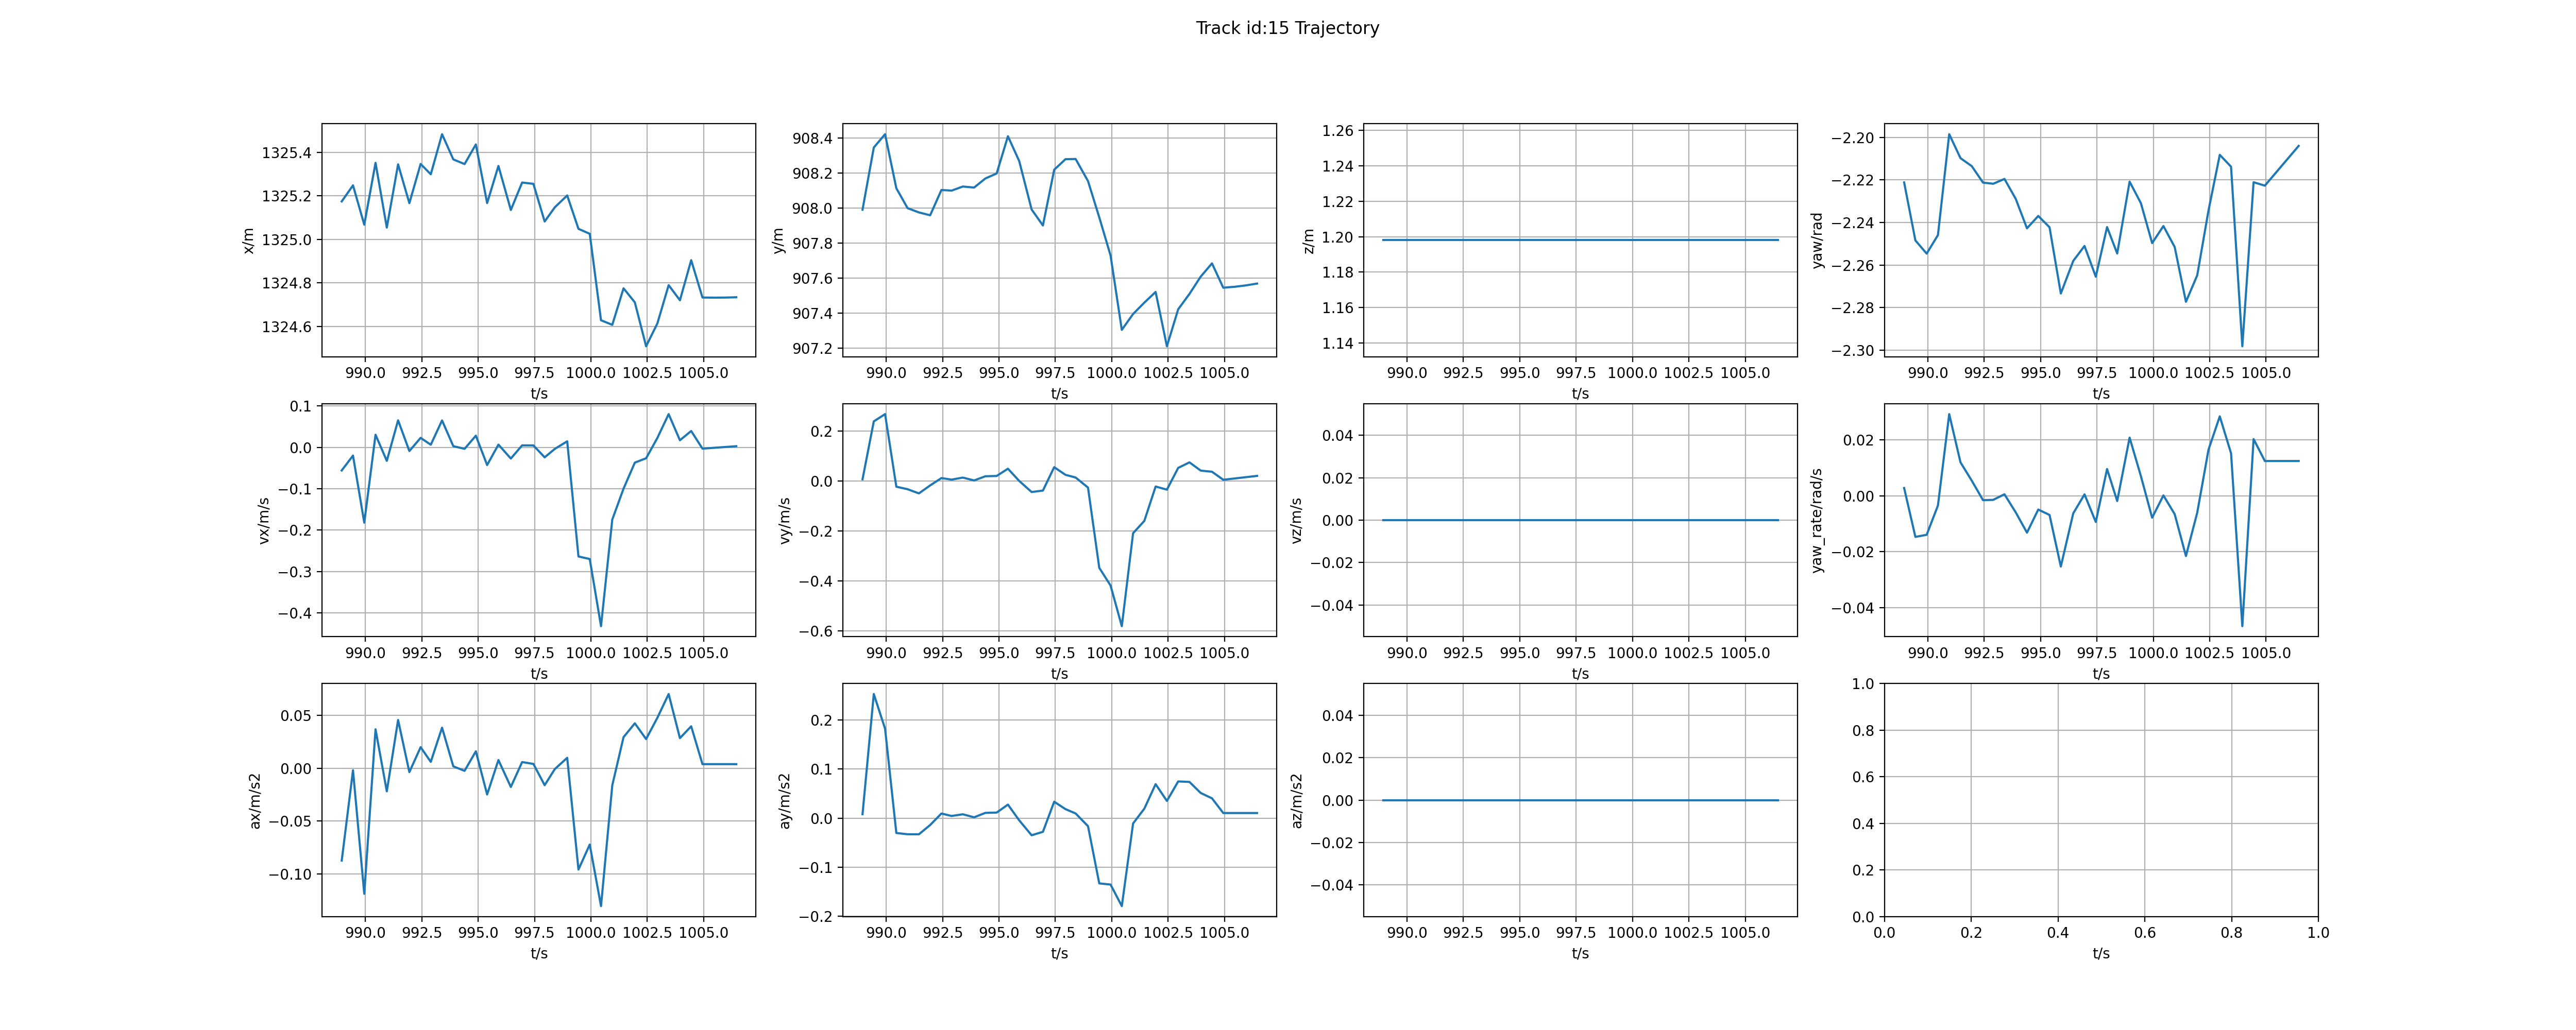 Track id:15 Trajectory
x/m
1325.4
1325.2
1325.0
1324.8
1324.6
990.0 992.5 995.0 997.5 1000.0 1002.5 1005.0
t/s
y/m
908.4
908.2
908.0
907.8
907.6
907.4
907.2
990.0 992.5 995.0 997.5 1000.0 1002.5 1005.0
t/s
z/m
1.26
1.24
1.22
1.20
1.18
1.16
1.14
990.0 992.5 995.0 997.5 1000.0 1002.5 1005.0
t/s
yaw/rad
−2.20
−2.22
−2.24
−2.26
−2.28
−2.30
990.0 992.5 995.0 997.5 1000.0 1002.5 1005.0
t/s
vx/m/s
0.1
0.0
−0.1
−0.2
−0.3
−0.4
990.0 992.5 995.0 997.5 1000.0 1002.5 1005.0
t/s
vy/m/s
0.2
0.0
−0.2
−0.4
−0.6
990.0 992.5 995.0 997.5 1000.0 1002.5 1005.0
t/s
vz/m/s
0.04
0.02
0.00
−0.02
−0.04
990.0 992.5 995.0 997.5 1000.0 1002.5 1005.0
t/s
yaw_rate/rad/s
0.02
0.00
−0.02
−0.04
990.0 992.5 995.0 997.5 1000.0 1002.5 1005.0
t/s
ax/m/s2
0.05
0.00
−0.05
−0.10
990.0 992.5 995.0 997.5 1000.0 1002.5 1005.0
t/s
ay/m/s2
0.2
0.1
0.0
−0.1
−0.2
990.0 992.5 995.0 997.5 1000.0 1002.5 1005.0
t/s
az/m/s2
0.04
0.02
0.00
−0.02
−0.04
990.0 992.5 995.0 997.5 1000.0 1002.5 1005.0
t/s
1.0
0.8
0.6
0.4
0.2
0.0
0.0 0.2 0.4 0.6 0.8 1.0
t/s